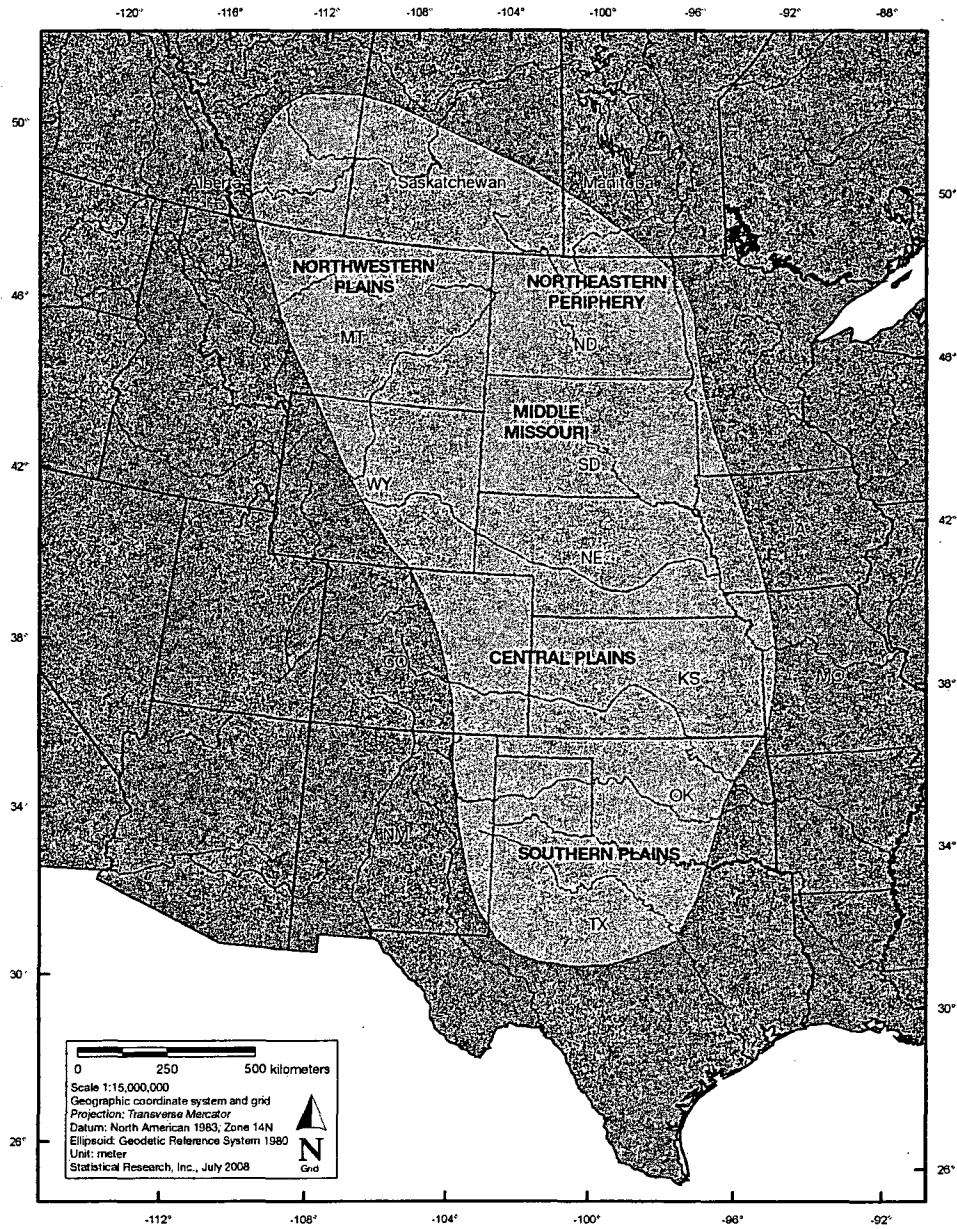 -120° -116° -112° -108° -104° -100° -96° -92° -88°
50°
50°
Alberta
Saskatchewan
Manitoba
NORTHWESTERN
PLAINS
NORTHEASTERN
PERIPHERY
46°
MT
ND
46°
MIDDLE
MISSOURI
42°
SD
WY
42°
NE
38°
CENTRAL PLAINS
CO
KS
MO
38°
34°
OK
NM
34°
SOUTHERN PLAINS
TX
30°
30°
0 250 500 kilometers
Scale 1:15,000,000
Geographic coordinate system and grid
Projection: Transverse Mercator
Datum: North American 1983; Zone 14N
Ellipsoid: Geodetic Reference System 1980
Unit: meter
Statistical Research, Inc., July 2008
N
Grid
26°
26°
-112° -108° -104° -100° -96° -92°